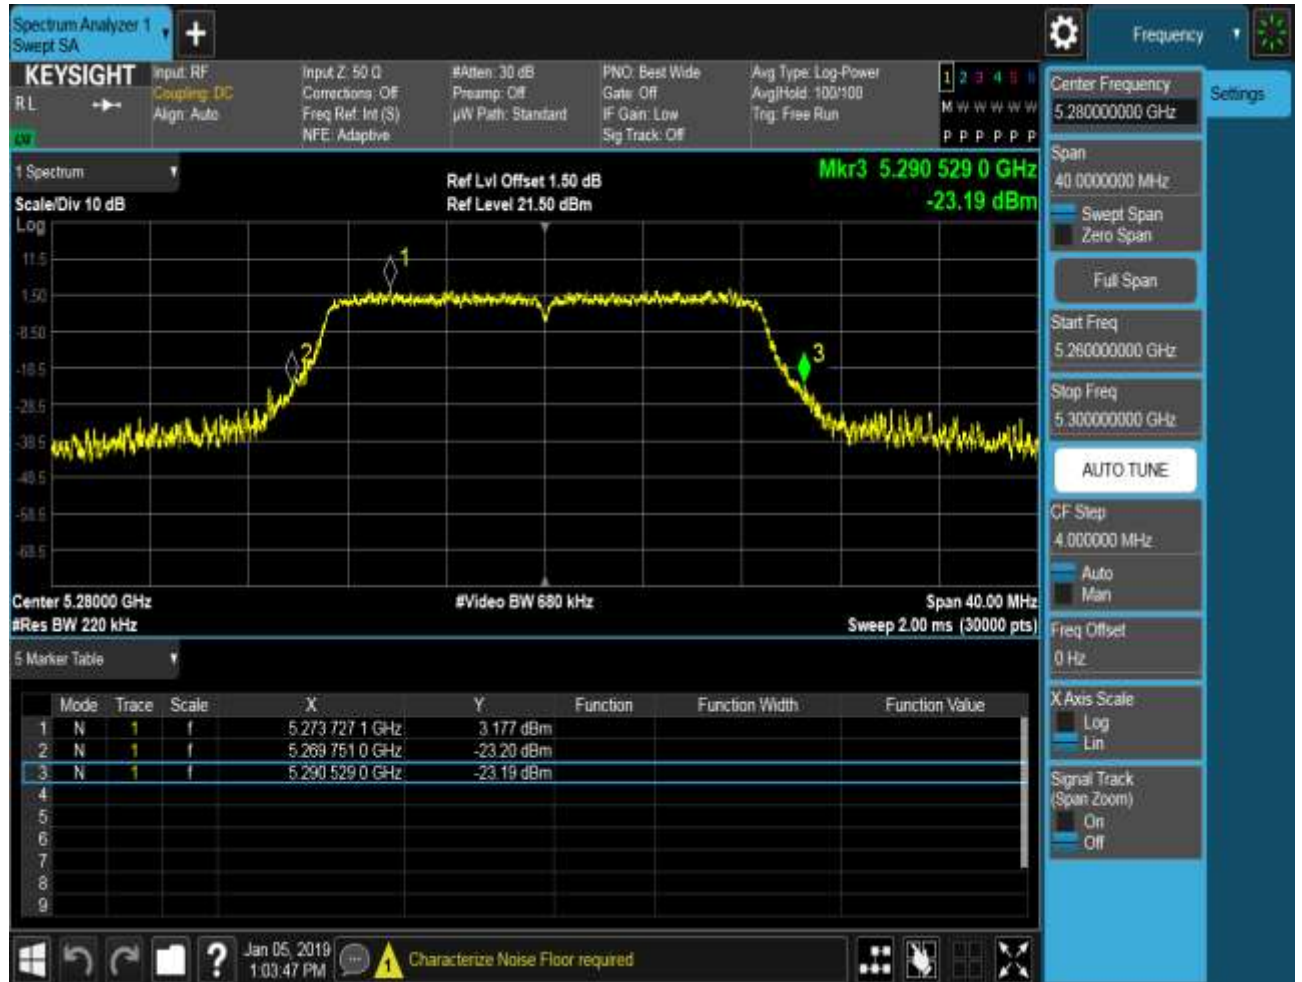 Spectrum Analyzer 1
Swept SA
Frequency
KEYSIGHT
RL
Input: RF
Coupling: DC
Align: Auto
Input Z: 50 Ω
Corrections: Off
Freq Ref: Int (S)
NFE: Adaptive
#Atten: 30 dB
Preamp: Off
µW Path: Standard
PNO: Best Wide
Gate: Off
IF Gain: Low
Sig Track: Off
Avg Type: Log-Power
Avg|Hold: 100/100
Trig: Free Run
1 2 3 4 5 6
M W W W W W
P P P P P P
1 Spectrum
Scale/Div 10 dB
Log
Ref Lvl Offset 1.50 dB
Ref Level 21.50 dBm
Mkr3 5.290 529 0 GHz
-23.19 dBm
11.5
1.50
-8.50
-18.5
-28.5
-38.5
-48.5
-58.5
-68.5
1
2
3
Center 5.28000 GHz
#Video BW 680 kHz
Span 40.00 MHz
#Res BW 220 kHz
Sweep 2.00 ms (30000 pts)
5 Marker Table
Mode Trace Scale X Y Function Function Width Function Value
1 N 1 f 5.273 727 1 GHz 3.177 dBm
2 N 1 f 5.269 751 0 GHz -23.20 dBm
3 N 1 f 5.290 529 0 GHz -23.19 dBm
4
5
6
7
8
9
Jan 05, 2019
1:03:47 PM
Characterize Noise Floor required
Settings
Center Frequency
5.280000000 GHz
Span
40.0000000 MHz
Swept Span
Zero Span
Full Span
Start Freq
5.260000000 GHz
Stop Freq
5.300000000 GHz
AUTO TUNE
CF Step
4.000000 MHz
Auto
Man
Freq Offset
0 Hz
X Axis Scale
Log
Lin
Signal Track
(Span Zoom)
On
Off